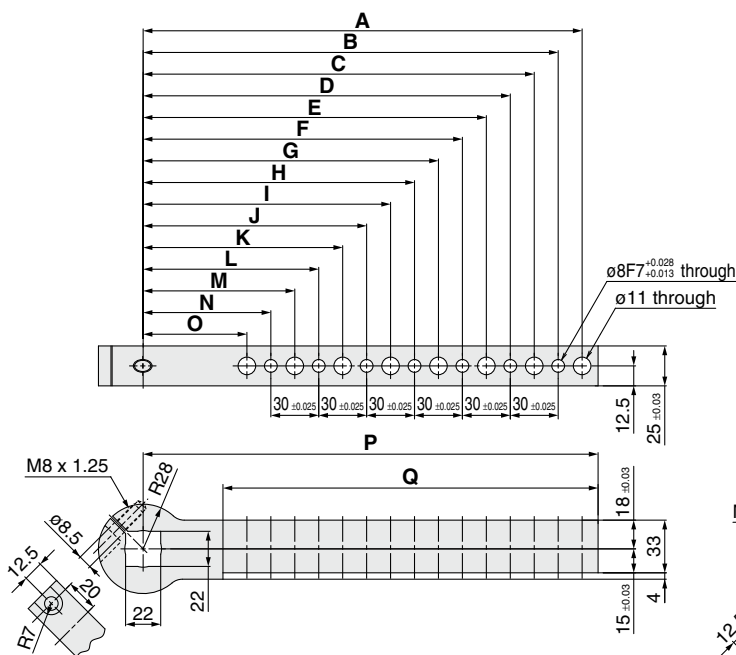 A
B
C
D
E
F
G
H
I
J
K
L
M
N
O
ø8F7 +0.028 +0.013 through
ø11 through
30 ±0.025 30 ±0.025 30 ±0.025 30 ±0.025 30 ±0.025 30 ±0.025
12.5
25 ±0.03
P
Q
M8 x 1.25
R28
ø8.5
12.5
20
R7
22
22
18 ±0.03
33
15 ±0.03
4